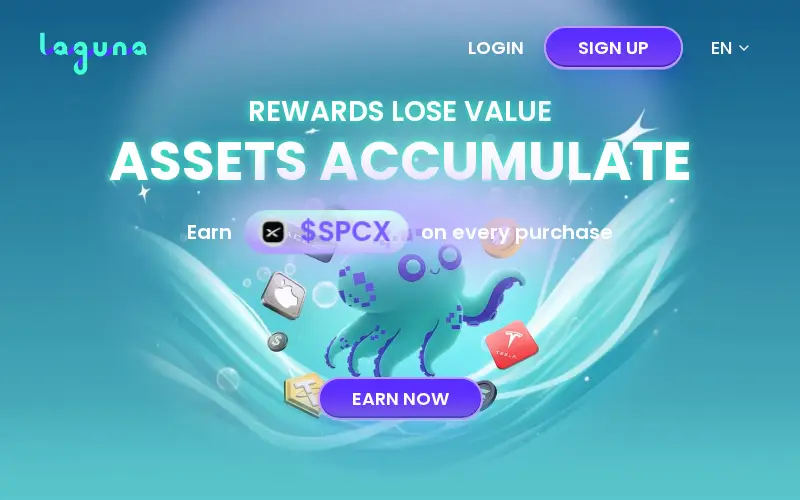 laguna
LOGIN
SIGN UP
EN
REWARDS LOSE VALUE
ASSETS ACCUMULATE
Earn $SPCX on every purchase
$
TESLA
EARN NOW